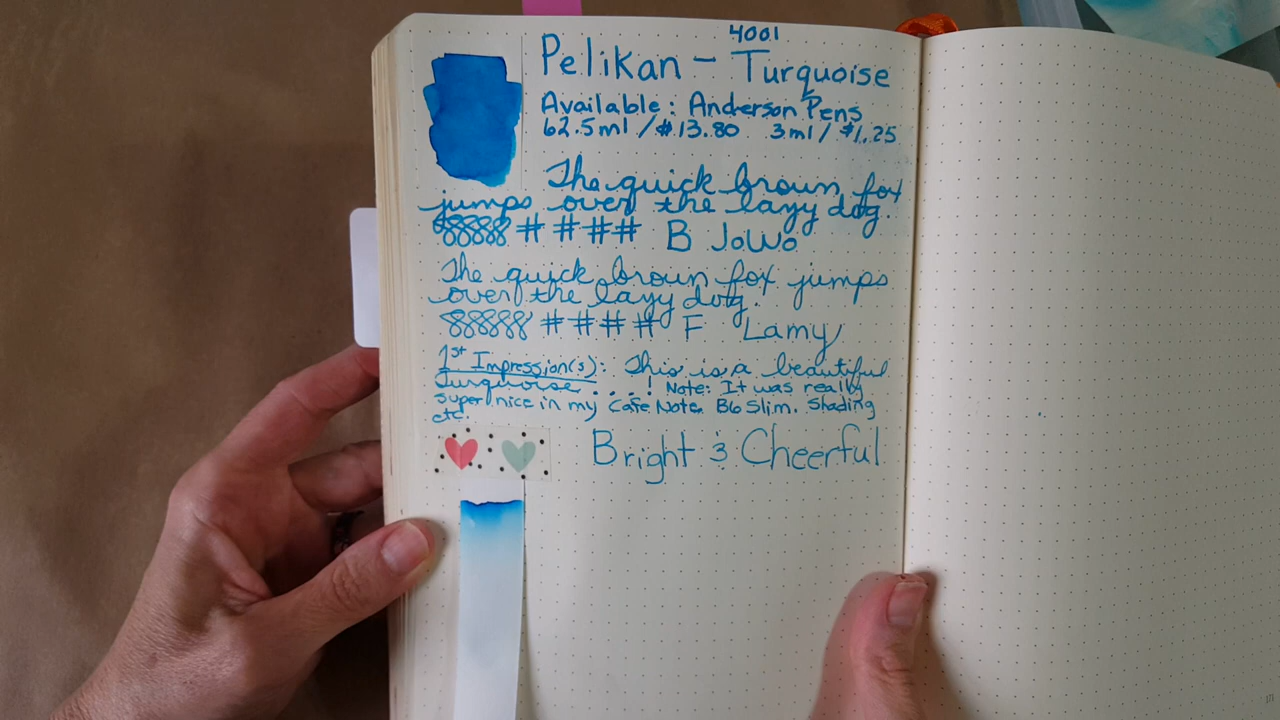 4001
Pelikan - Turquoise
Available: Anderson Pens
62.5ml / $13.80 3ml / $1.25
The quick brown fox
jumps over the lazy dog.
# # # # B JoWo
The quick brown fox jumps
over the lazy dog.
# # # # F Lamy
1st Impression(s): This is a beautiful
Turquoise . . . ! Note: It was really
super nice in my Cafe Note B6 Slim. Shading
etc.
Bright & Cheerful